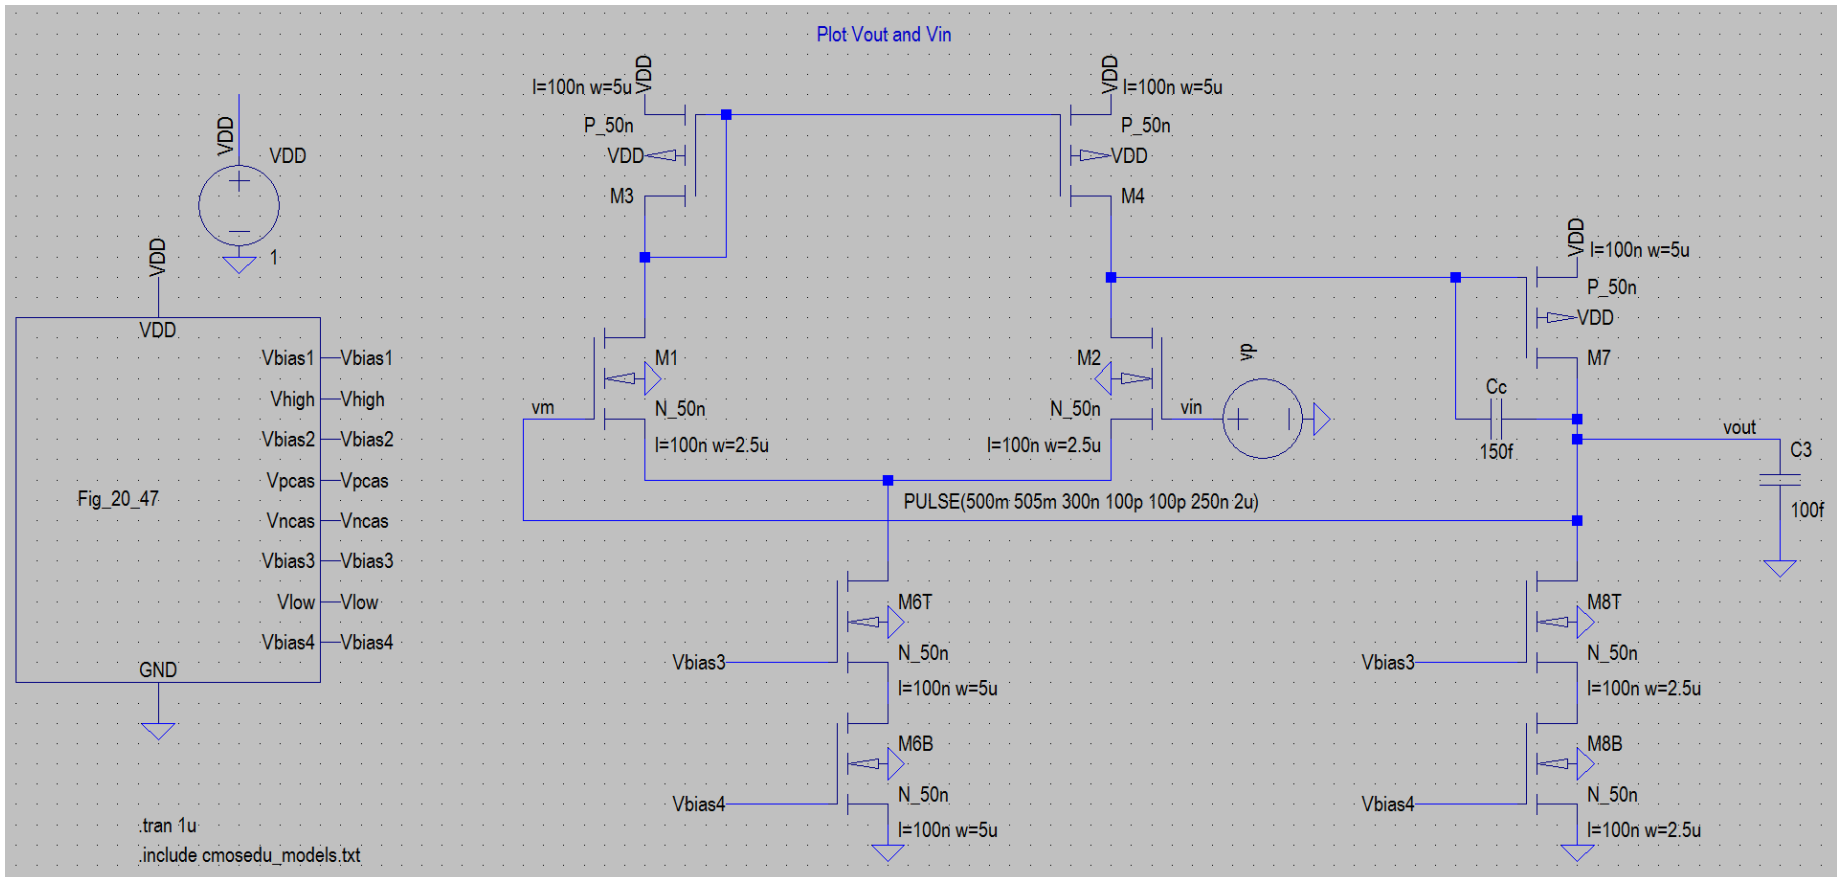 Plot Vout and Vin
VDD
l=100n w=5u
P_50n
VDD
M3
VDD
l=100n w=5u
P_50n
VDD
M4
VDD
VDD
1
VDD
VDD
Vbias1
Vbias1
Vhigh
Vhigh
Vbias2
Vbias2
Vpcas
Vpcas
Vncas
Vncas
Vbias3
Vbias3
Vlow
Vlow
Vbias4
Vbias4
Fig_20_47
GND
VDD
l=100n w=5u
P_50n
VDD
M7
M1
N_50n
l=100n w=2.5u
vm
M2
N_50n
l=100n w=2.5u
vin
vp
Cc
150f
vout
C3
100f
PULSE(500m 505m 300n 100p 100p 250n 2u)
M6T
Vbias3
N_50n
l=100n w=5u
M6B
Vbias4
N_50n
l=100n w=5u
M8T
Vbias3
N_50n
l=100n w=2.5u
M8B
Vbias4
N_50n
l=100n w=2.5u
.tran 1u
.include cmosedu_models.txt